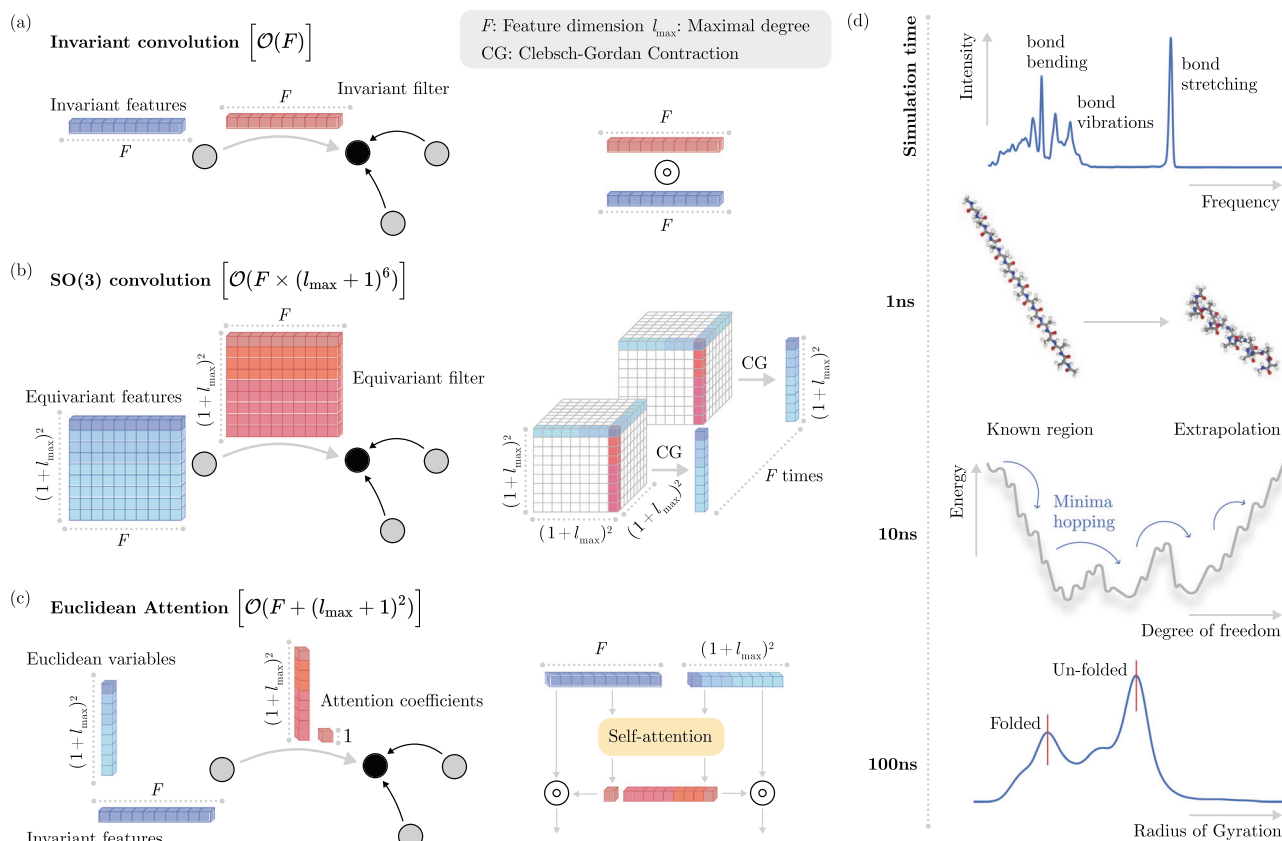 (a)
Invariant convolution [𝒪(F)]
F: Feature dimension l_max: Maximal degree
CG: Clebsch-Gordan Contraction
Invariant features
F
F
Invariant filter
F
F
(b)
SO(3) convolution [𝒪(F × (l_max + 1)^6)]
F
(1+l_max)^2
Equivariant filter
Equivariant features
(1+l_max)^2
F
CG
(1+l_max)^2
CG
(1+l_max)^2
(1+l_max)^2
(1+l_max)^2
F times
(c)
Euclidean Attention [𝒪(F + (l_max + 1)^2)]
Euclidean variables
(1+l_max)^2
(1+l_max)^2
Attention coefficients
1
F
Invariant features
F
(1+l_max)^2
Self-attention
(d)
Simulation time
Intensity
bond
bending
bond
vibrations
bond
stretching
Frequency
1ns
Known region
Extrapolation
10ns
Energy
Minima
hopping
Degree of freedom
100ns
Folded
Un-folded
Radius of Gyration